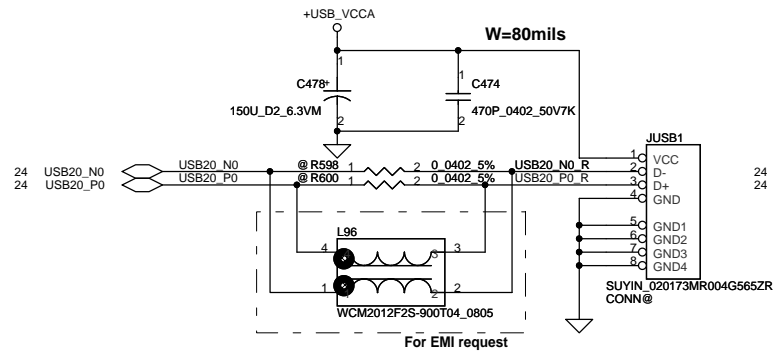 +USB_VCCA
W=80mils
1
1
C478
+
C474
150U_D2_6.3VM
470P_0402_50V7K
2
2
JUSB1
24 USB20_N0 USB20_N0 @ R598 1 2 0_0402_5% USB20_N0_R 2 D- 24
24 USB20_P0 USB20_P0 @ R600 1 2 0_0402_5% USB20_P0_R 3 D+ 24
1 VCC
4 GND
5 GND1
6 GND2
7 GND3
8 GND4
L96
4 3 3
1 2 2
WCM2012F2S-900T04_0805
SUYIN_020173MR004G565ZR
CONN@
For EMI request